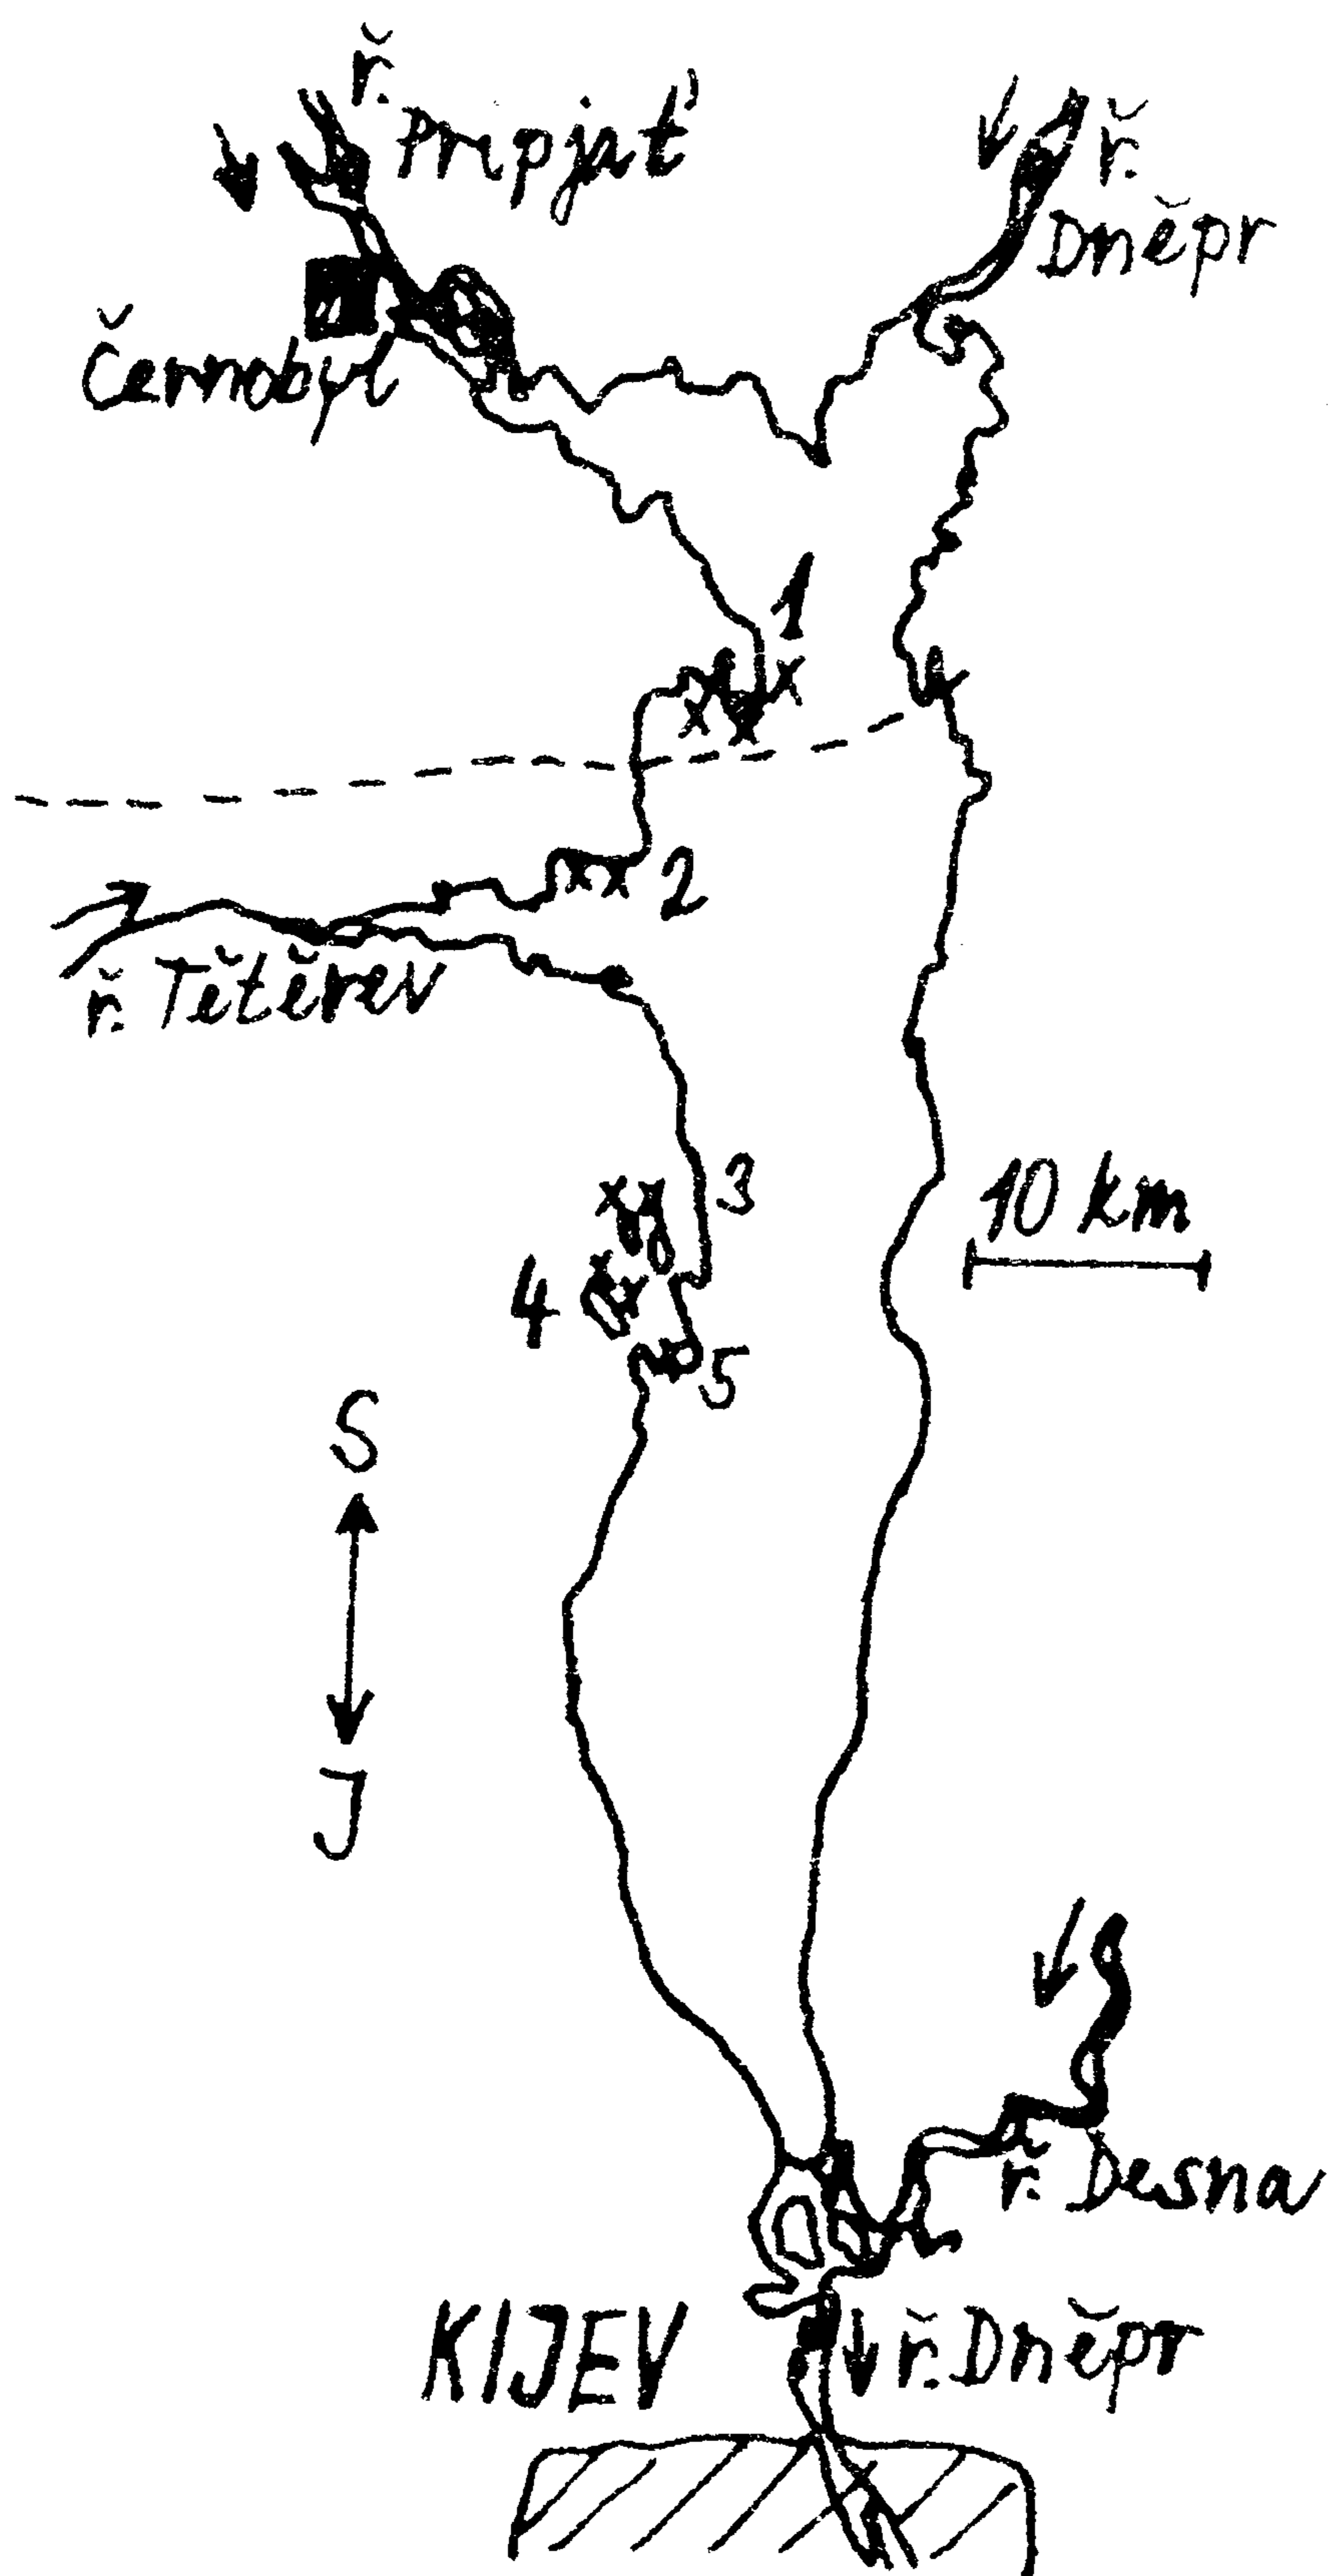 ř.
Pripjať
ř.
Dněpr
Černobyl
1
2
ř. Tětěrev
3
10 km
4
5
S
J
ř. Desna
KIJEV
ř. Dněpr